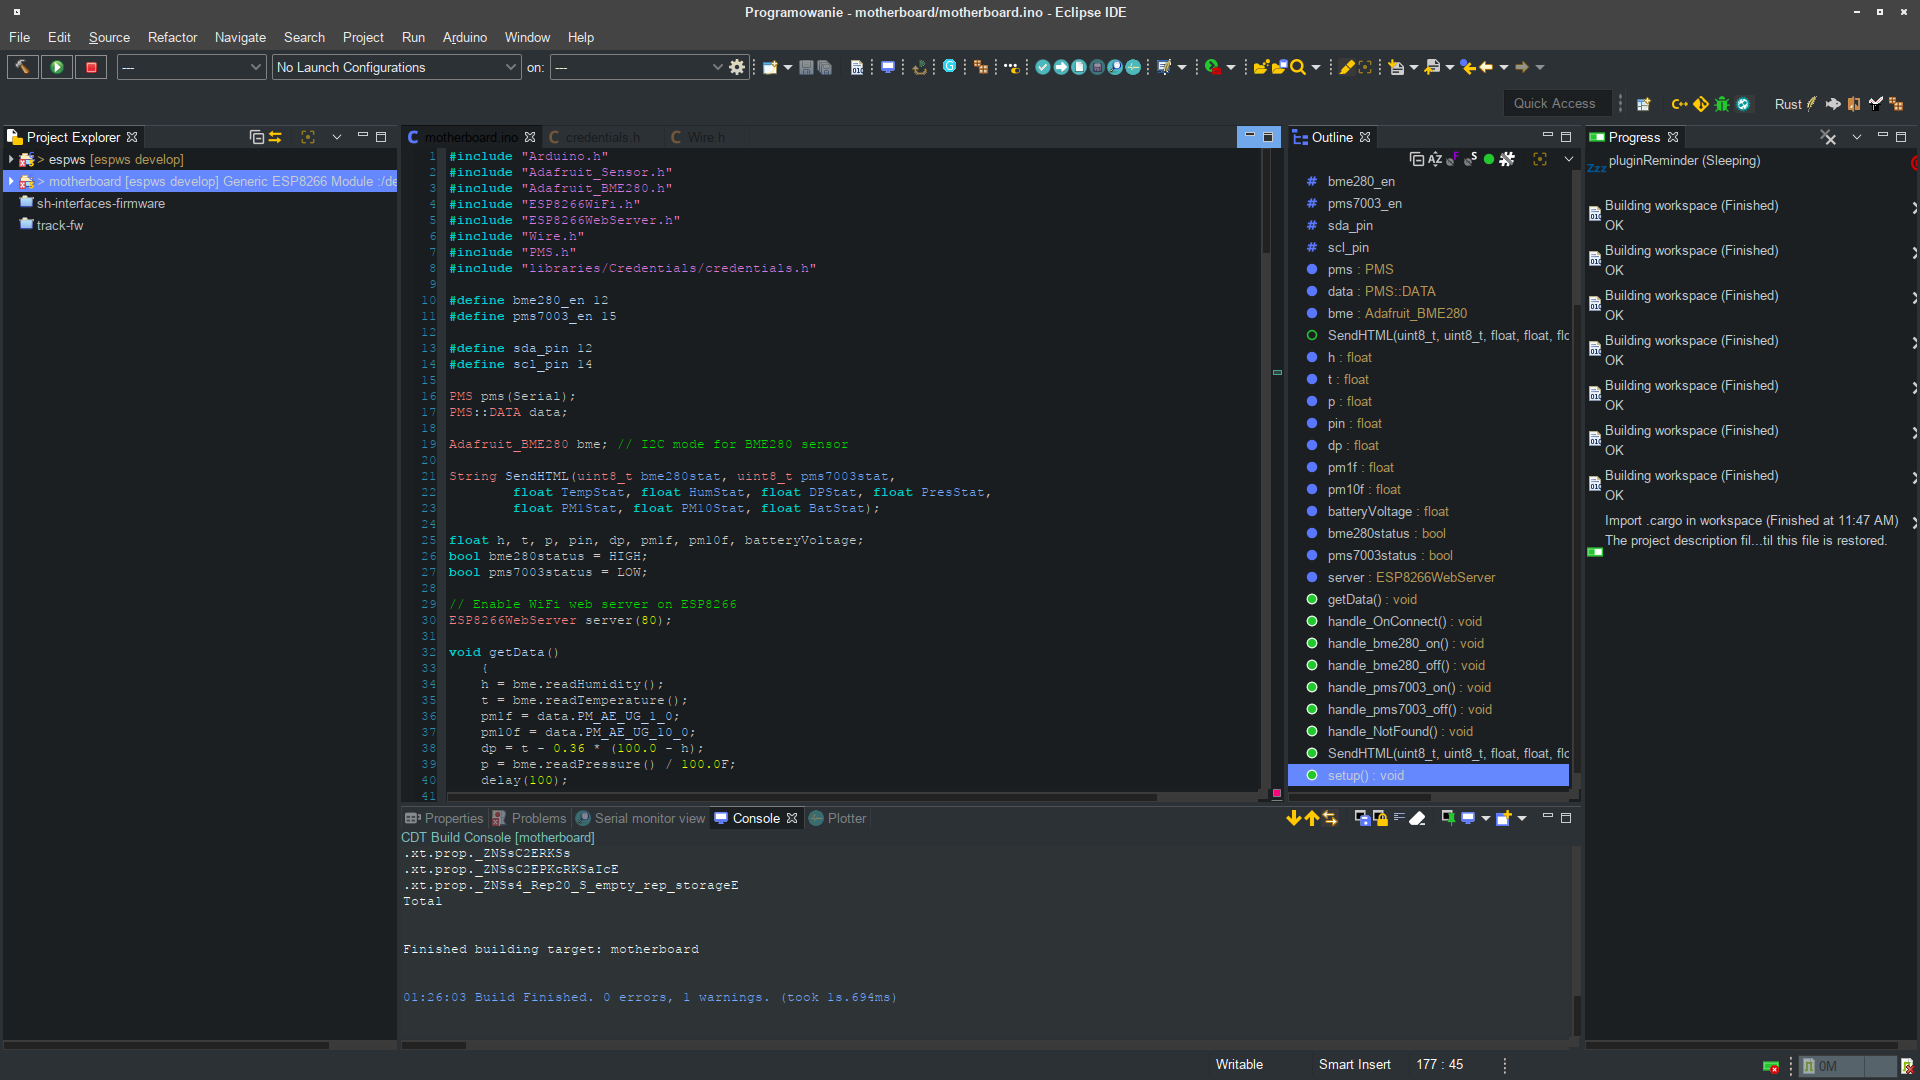 Programowanie - motherboard/motherboard.ino - Eclipse IDE
File Edit Source Refactor Navigate Search Project Run Arduino Window Help
--- No Launch Configurations on: ---
Quick Access Rust
Project Explorer
> espws [espws develop]
> motherboard [espws develop] Generic ESP8266 Module :/de
sh-interfaces-firmware
track-fw
motherboard.ino credentials.h Wire.h
1 #include "Arduino.h"
2 #include "Adafruit_Sensor.h"
3 #include "Adafruit_BME280.h"
4 #include "ESP8266WiFi.h"
5 #include "ESP8266WebServer.h"
6 #include "Wire.h"
7 #include "PMS.h"
8 #include "libraries/Credentials/credentials.h"
9
10 #define bme280_en 12
11 #define pms7003_en 15
12
13 #define sda_pin 12
14 #define scl_pin 14
15
16 PMS pms(Serial);
17 PMS::DATA data;
18
19 Adafruit_BME280 bme; // I2C mode for BME280 sensor
20
21 String SendHTML(uint8_t bme280stat, uint8_t pms7003stat,
22 float TempStat, float HumStat, float DPStat, float PresStat,
23 float PM1Stat, float PM10Stat, float BatStat);
24
25 float h, t, p, pin, dp, pm1f, pm10f, batteryVoltage;
26 bool bme280status = HIGH;
27 bool pms7003status = LOW;
28
29 // Enable WiFi web server on ESP8266
30 ESP8266WebServer server(80);
31
32 void getData()
33 {
34 h = bme.readHumidity();
35 t = bme.readTemperature();
36 pm1f = data.PM_AE_UG_1_0;
37 pm10f = data.PM_AE_UG_10_0;
38 dp = t - 0.36 * (100.0 - h);
39 p = bme.readPressure() / 100.0F;
40 delay(100);
41
Outline
bme280_en
pms7003_en
sda_pin
scl_pin
pms : PMS
data : PMS::DATA
bme : Adafruit_BME280
SendHTML(uint8_t, uint8_t, float, float, flo
h : float
t : float
p : float
pin : float
dp : float
pm1f : float
pm10f : float
batteryVoltage : float
bme280status : bool
pms7003status : bool
server : ESP8266WebServer
getData() : void
handle_OnConnect() : void
handle_bme280_on() : void
handle_bme280_off() : void
handle_pms7003_on() : void
handle_pms7003_off() : void
handle_NotFound() : void
SendHTML(uint8_t, uint8_t, float, float, flo
setup() : void
Progress
pluginReminder (Sleeping)
Building workspace (Finished)
OK
Building workspace (Finished)
OK
Building workspace (Finished)
OK
Building workspace (Finished)
OK
Building workspace (Finished)
OK
Building workspace (Finished)
OK
Building workspace (Finished)
OK
Import .cargo in workspace (Finished at 11:47 AM)
The project description fil...til this file is restored.
Properties Problems Serial monitor view Console Plotter
CDT Build Console [motherboard]
.xt.prop._ZNSsC2ERKSs
.xt.prop._ZNSsC2EPKcRKSaIcE
.xt.prop._ZNSs4_Rep20_S_empty_rep_storageE
Total
Finished building target: motherboard
01:26:03 Build Finished. 0 errors, 1 warnings. (took 1s.694ms)
Writable Smart Insert 177 : 45 0M